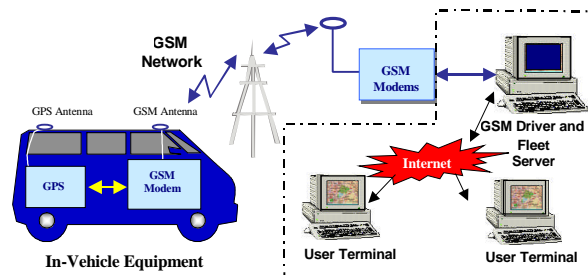 GSM
Network
GPS Antenna
GSM Antenna
GSM
Modems
GSM Driver and
Fleet
Server
GPS
GSM
Modem
Internet
In-Vehicle Equipment
User Terminal
User Terminal